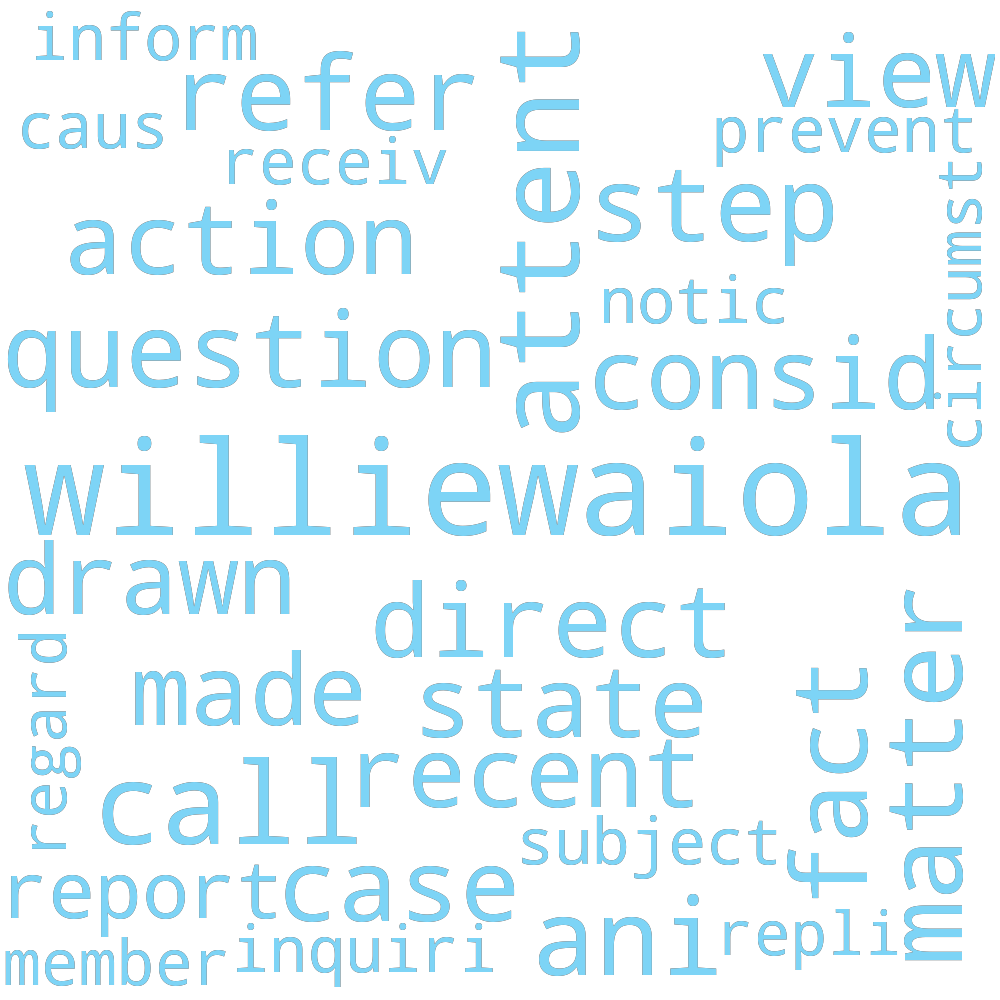 inform
refer
view
caus
prevent
receiv
attent
step
circumst
action
notic
question
consid
williewaiola
drawn
direct
matter
regard
made
state
fact
recent
call
subject
report
case
ani
repli
member
inquiri